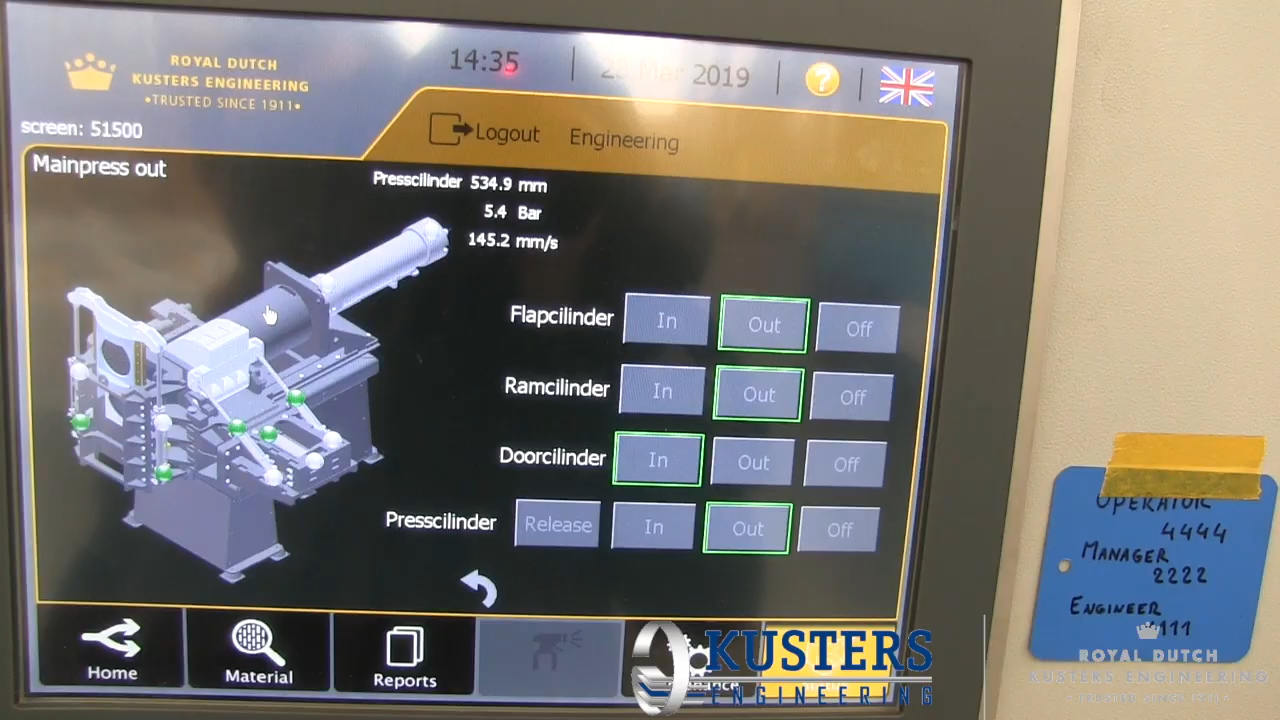 ROYAL DUTCH
KUSTERS ENGINEERING
•TRUSTED SINCE 1911•
14:35
Mar 2019
?
screen: 51500
Logout
Engineering
Mainpress out
Presscilinder 534.9 mm
5.4 Bar
145.2 mm/s
Flapcilinder In Out Off
Ramcilinder In Out Off
Doorcilinder In Out Off
Presscilinder Release In Out Off
Home
Material
Reports
KUSTERS
ENGINEERING
OPERATOR
4444
MANAGER
2222
ENGINEER
ROYAL DUTCH
KUSTERS ENGINEERING